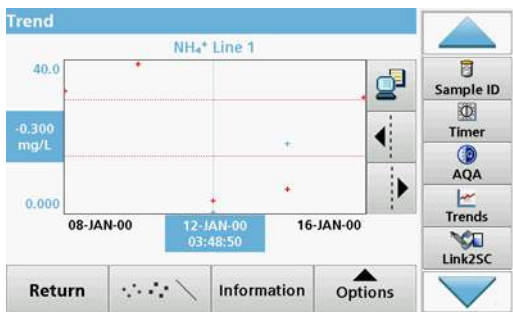 Trend
NH₄⁺ Line 1
40.0
-0.300
mg/L
0.000
08-JAN-00
12-JAN-00
03:48:50
16-JAN-00
Return
Information
Options
Sample ID
Timer
AQA
Trends
Link2SC